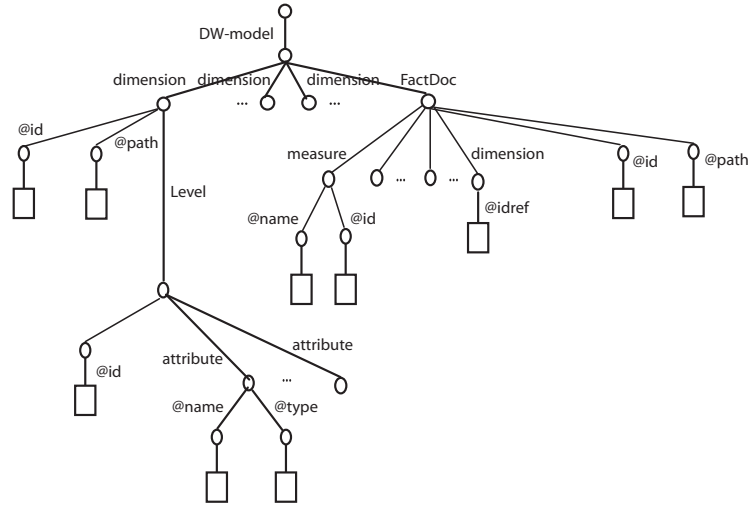 DW-model
dimension dimension dimension FactDoc
... ...
@id @path measure dimension @id @path
Level ... ...
@name @id @idref
attribute attribute
@id ...
@name @type